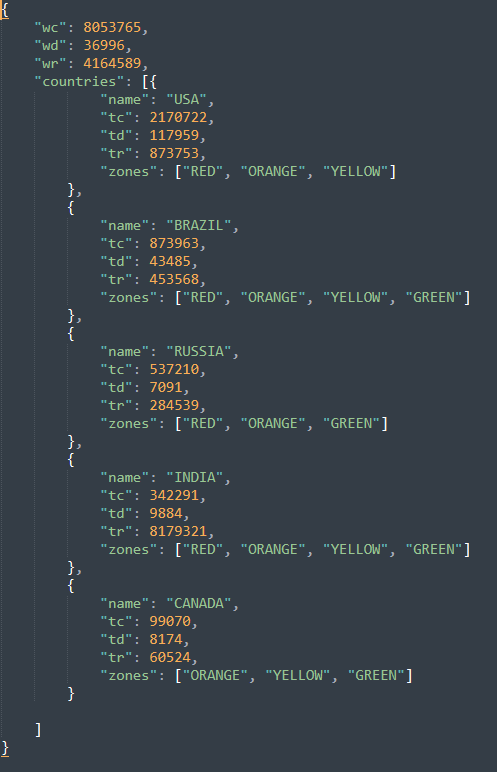 {
    "wc": 8053765,
    "wd": 36996,
    "wr": 4164589,
    "countries": [{
            "name": "USA",
            "tc": 2170722,
            "td": 117959,
            "tr": 873753,
            "zones": ["RED", "ORANGE", "YELLOW"]
        },
        {
            "name": "BRAZIL",
            "tc": 873963,
            "td": 43485,
            "tr": 453568,
            "zones": ["RED", "ORANGE", "YELLOW", "GREEN"]
        },
        {
            "name": "RUSSIA",
            "tc": 537210,
            "td": 7091,
            "tr": 284539,
            "zones": ["RED", "ORANGE", "GREEN"]
        },
        {
            "name": "INDIA",
            "tc": 342291,
            "td": 9884,
            "tr": 8179321,
            "zones": ["RED", "ORANGE", "YELLOW", "GREEN"]
        },
        {
            "name": "CANADA",
            "tc": 99070,
            "td": 8174,
            "tr": 60524,
            "zones": ["ORANGE", "YELLOW", "GREEN"]
        }

    ]
}